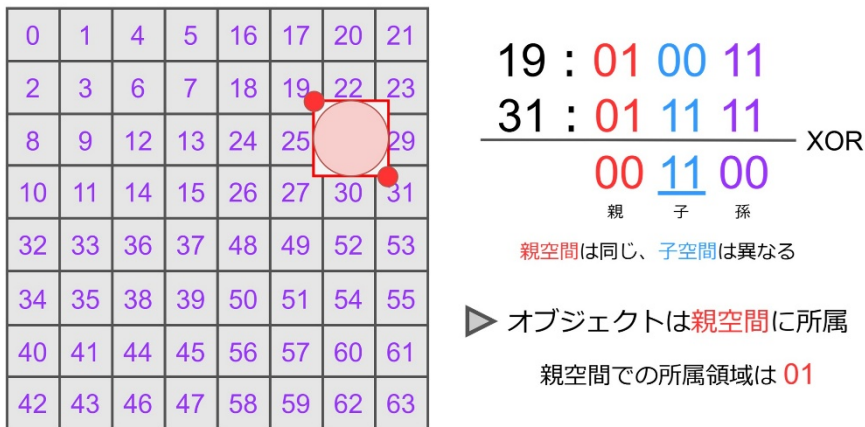 0 1 4 5 16 17 20 21
2 3 6 7 18 19 22 23
8 9 12 13 24 25 29
10 11 14 15 26 27 30 31
32 33 36 37 48 49 52 53
34 35 38 39 50 51 54 55
40 41 44 45 56 57 60 61
42 43 46 47 58 59 62 63
19 : 01 00 11
31 : 01 11 11
XOR
00 11 00
親 子 孫
親空間は同じ、子空間は異なる
オブジェクトは親空間に所属
親空間での所属領域は 01